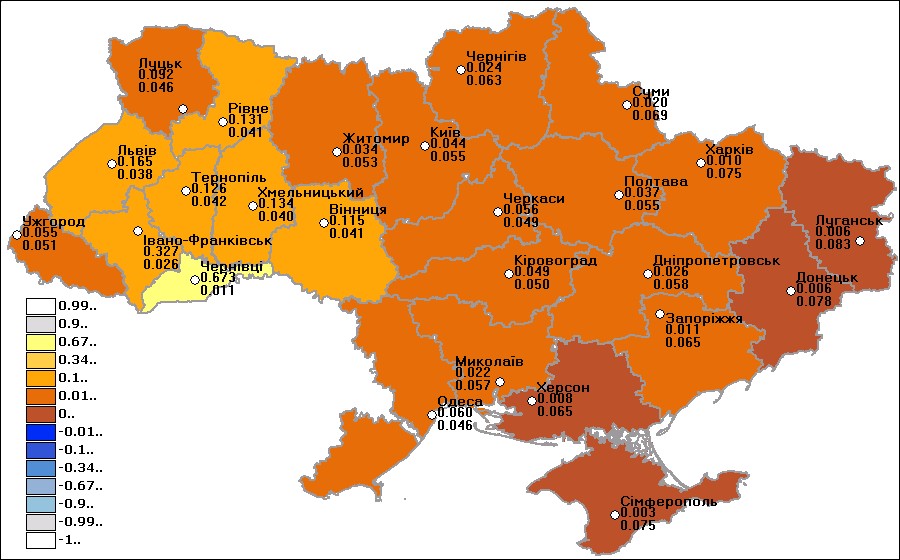 Чернігів
0.024
0.063
Суми
0.020
0.069
Луцьк
0.092
0.046
Рівне
0.131
0.041
Житомир
0.034
0.053
Київ
0.044
0.055
Харків
0.010
0.075
Львів
0.165
0.038
Тернопіль
0.126
0.042
Хмельницький
0.134
0.040
Вінниця
0.115
0.041
Черкаси
0.056
0.049
Полтава
0.037
0.055
Луганськ
0.006
0.083
Ужгород
0.055
0.051
Івано-Франківськ
0.327
0.026
Чернівці
0.673
0.011
Кіровоград
0.049
0.050
Дніпропетровськ
0.026
0.058
Донецьк
0.006
0.078
Запоріжжя
0.011
0.065
Миколаїв
0.022
0.057
Херсон
0.008
0.065
Одеса
0.060
0.046
Сімферополь
0.003
0.075
0.99..
0.9..
0.67..
0.34..
0.1..
0.01..
0..
-0.01..
-0.1..
-0.34..
-0.67..
-0.9..
-0.99..
-1..